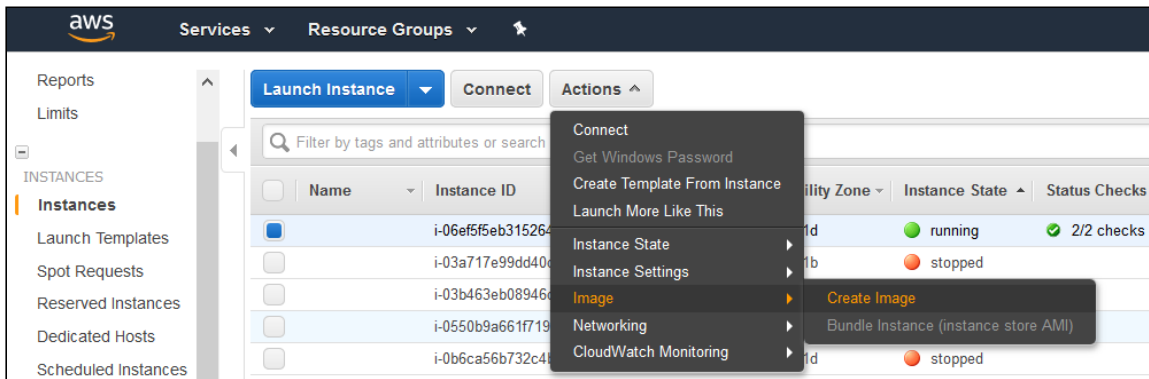 aws
Services
Resource Groups
Reports
Limits
INSTANCES
Instances
Launch Templates
Spot Requests
Reserved Instances
Dedicated Hosts
Scheduled Instances
Launch Instance
Connect
Actions
Filter by tags and attributes or search
Name
Instance ID
ility Zone
Instance State
Status Checks
i-06ef5f5eb315264
1d
running
2/2 checks
i-03a717e99dd40
1b
stopped
i-03b463eb08946
i-0550b9a661f719
i-0b6ca56b732c4
1d
stopped
Connect
Get Windows Password
Create Template From Instance
Launch More Like This
Instance State
Instance Settings
Image
Networking
CloudWatch Monitoring
Create Image
Bundle Instance (instance store AMI)